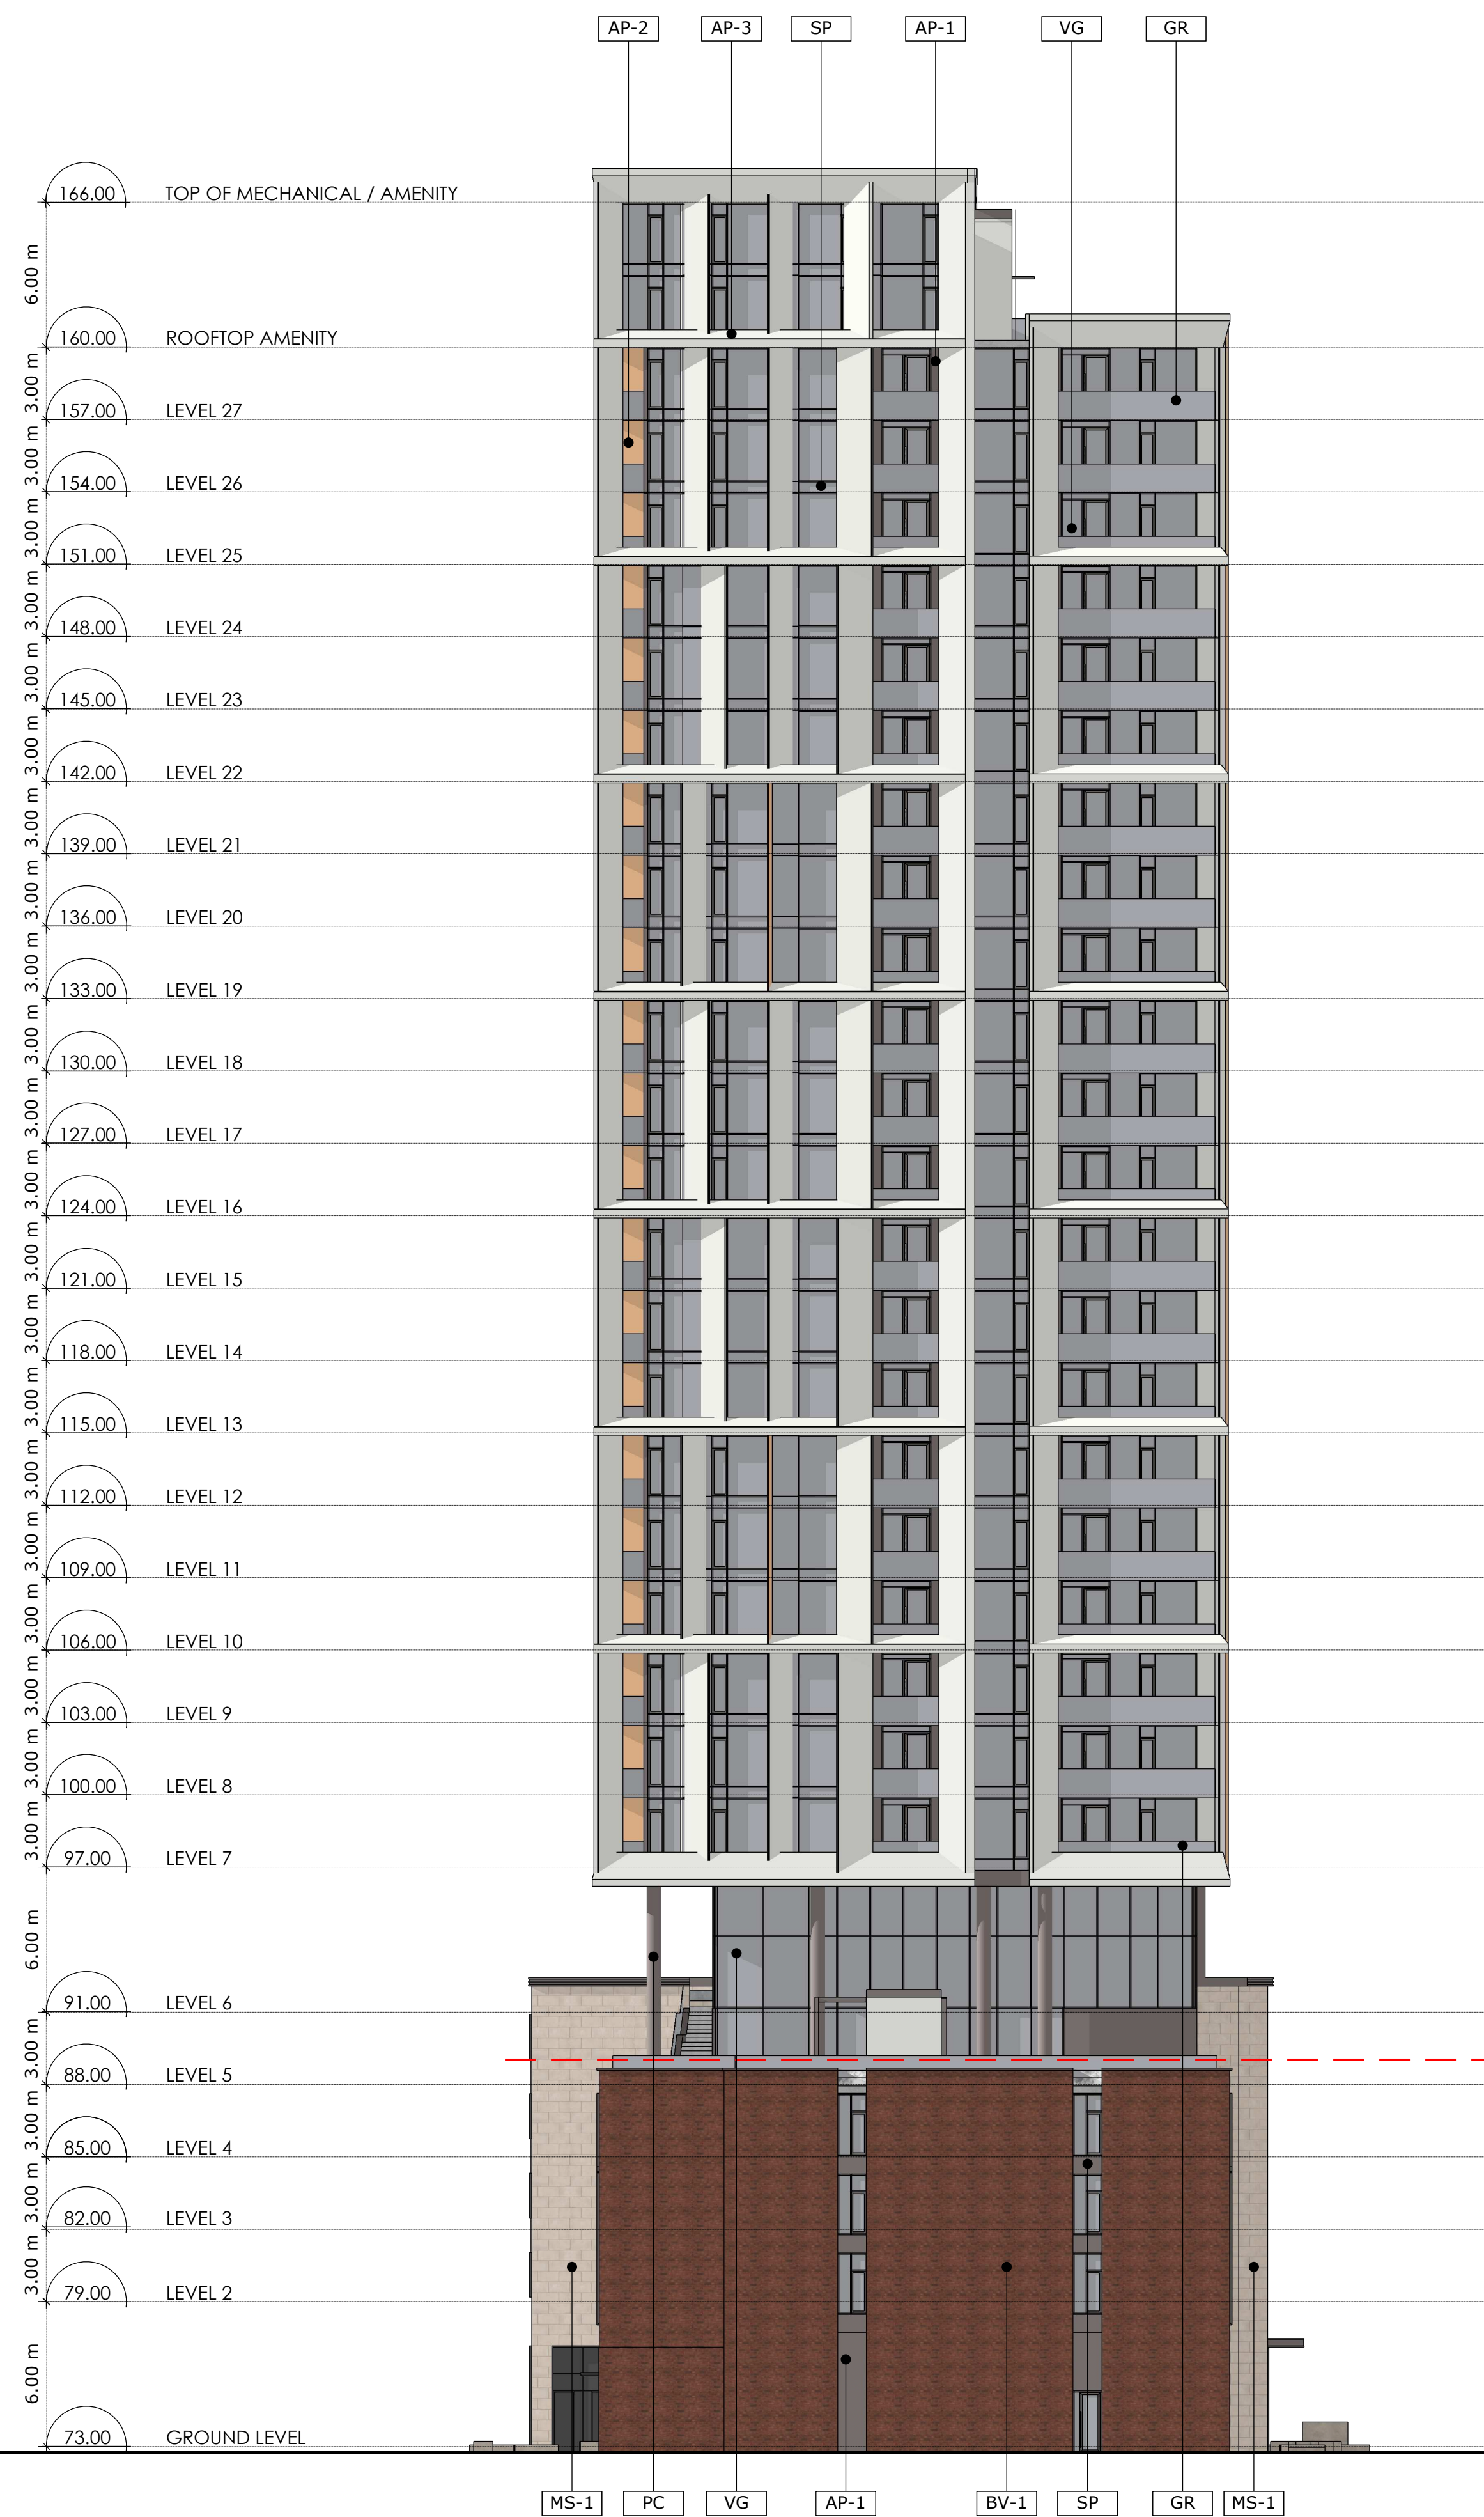 AP-2 AP-3 SP AP-1 VG GR
166.00 TOP OF MECHANICAL / AMENITY
6.00 m
160.00 ROOFTOP AMENITY
3.00 m
157.00 LEVEL 27
3.00 m
154.00 LEVEL 26
3.00 m
151.00 LEVEL 25
3.00 m
148.00 LEVEL 24
3.00 m
145.00 LEVEL 23
3.00 m
142.00 LEVEL 22
3.00 m
139.00 LEVEL 21
3.00 m
136.00 LEVEL 20
3.00 m
133.00 LEVEL 19
3.00 m
130.00 LEVEL 18
3.00 m
127.00 LEVEL 17
3.00 m
124.00 LEVEL 16
3.00 m
121.00 LEVEL 15
3.00 m
118.00 LEVEL 14
3.00 m
115.00 LEVEL 13
3.00 m
112.00 LEVEL 12
3.00 m
109.00 LEVEL 11
3.00 m
106.00 LEVEL 10
3.00 m
103.00 LEVEL 9
3.00 m
100.00 LEVEL 8
3.00 m
97.00 LEVEL 7
6.00 m
91.00 LEVEL 6
3.00 m
88.00 LEVEL 5
3.00 m
85.00 LEVEL 4
3.00 m
82.00 LEVEL 3
3.00 m
79.00 LEVEL 2
6.00 m
73.00 GROUND LEVEL
MS-1 PC VG AP-1 BV-1 SP GR MS-1